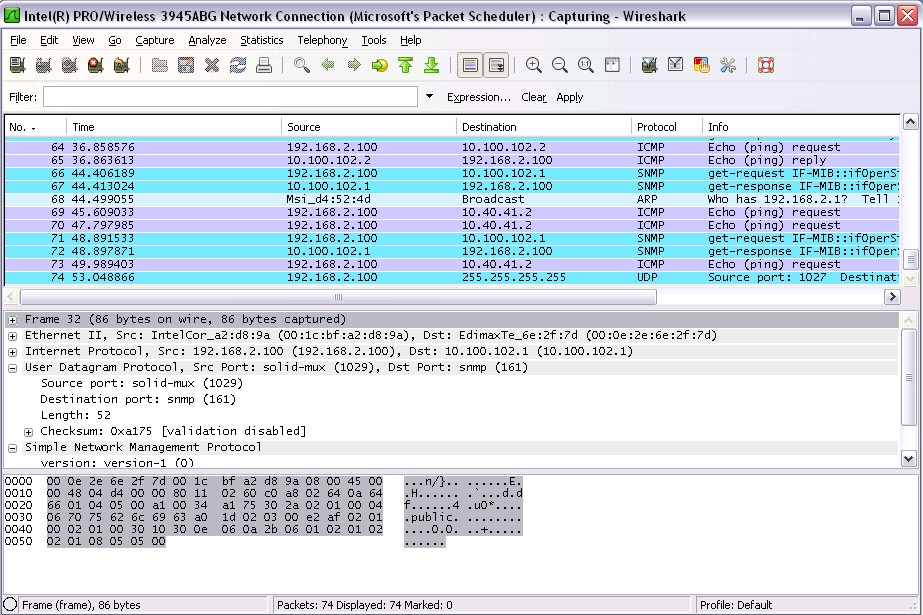 Intel(R) PRO/Wireless 3945ABG Network Connection (Microsoft's Packet Scheduler) : Capturing - Wireshark
File Edit View Go Capture Analyze Statistics Telephony Tools Help
Filter: Expression... Clear Apply
No. . Time Source Destination Protocol Info
64 36.858576 192.168.2.100 10.100.102.2 ICMP Echo (ping) request
65 36.863613 10.100.102.2 192.168.2.100 ICMP Echo (ping) reply
66 44.406189 192.168.2.100 10.100.102.1 SNMP get-request IF-MIB::ifOperS
67 44.413024 10.100.102.1 192.168.2.100 SNMP get-response IF-MIB::ifOper
68 44.499055 Msi_d4:52:4d Broadcast ARP Who has 192.168.2.1? Tell
69 45.609033 192.168.2.100 10.40.41.2 ICMP Echo (ping) request
70 47.797985 192.168.2.100 10.40.41.2 ICMP Echo (ping) request
71 48.891533 192.168.2.100 10.100.102.1 SNMP get-request IF-MIB::ifOperS
72 48.897871 10.100.102.1 192.168.2.100 SNMP get-response IF-MIB::ifOper
73 49.989403 192.168.2.100 10.40.41.2 ICMP Echo (ping) request
74 53.048866 192.168.2.100 255.255.255.255 UDP Source port: 1027 Destinat
Frame 32 (86 bytes on wire, 86 bytes captured)
Ethernet II, Src: IntelCor_a2:d8:9a (00:1c:bf:a2:d8:9a), Dst: EdimaxTe_6e:2f:7d (00:0e:2e:6e:2f:7d)
Internet Protocol, Src: 192.168.2.100 (192.168.2.100), Dst: 10.100.102.1 (10.100.102.1)
User Datagram Protocol, Src Port: solid-mux (1029), Dst Port: snmp (161)
Source port: solid-mux (1029)
Destination port: snmp (161)
Length: 52
Checksum: 0xa175 [validation disabled]
Simple Network Management Protocol
version: version-1 (0)
0000 00 0e 2e 6e 2f 7d 00 1c bf a2 d8 9a 08 00 45 00 ...n/}.. ......E.
0010 00 48 04 d4 00 00 80 11 02 60 c0 a8 02 64 0a 64 .H...... .`...d.d
0020 66 01 04 05 00 a1 00 34 a1 75 30 2a 02 01 00 04 f......4 .u0*....
0030 06 70 75 62 6c 69 63 a0 1d 02 03 00 e2 af 02 01 .public. ........
0040 00 02 01 00 30 10 30 0e 06 0a 2b 06 01 02 01 02 ....0.0. ..+.....
0050 02 01 08 05 05 00 ......
Frame (frame), 86 bytes Packets: 74 Displayed: 74 Marked: 0 Profile: Default